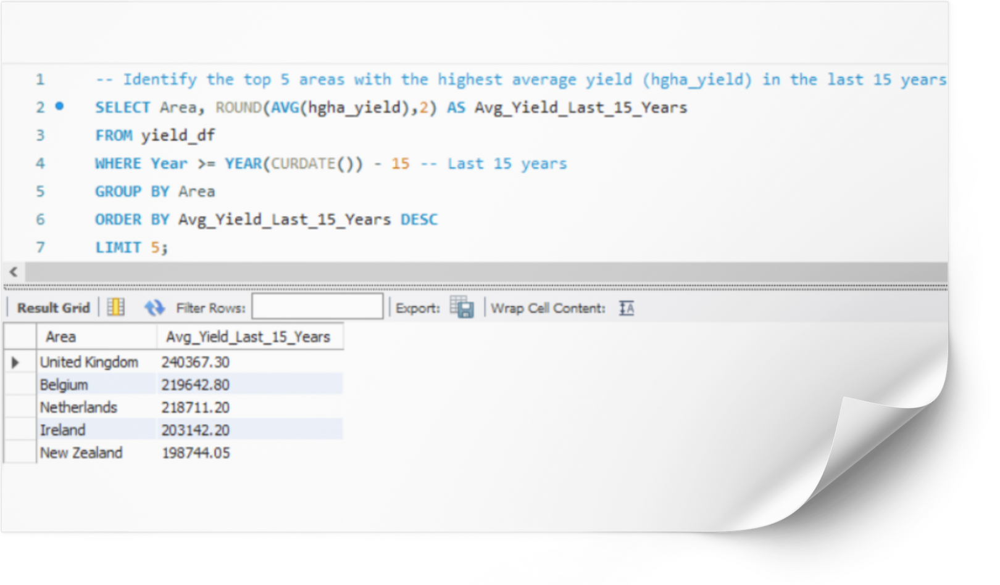 1 -- Identify the top 5 areas with the highest average yield (hgha_yield) in the last 15 years
2 SELECT Area, ROUND(AVG(hgha_yield),2) AS Avg_Yield_Last_15_Years
3 FROM yield_df
4 WHERE Year >= YEAR(CURDATE()) - 15 -- Last 15 years
5 GROUP BY Area
6 ORDER BY Avg_Yield_Last_15_Years DESC
7 LIMIT 5;
Result Grid Filter Rows: Export: Wrap Cell Content: IA
Area Avg_Yield_Last_15_Years
United Kingdom 240367.30
Belgium 219642.80
Netherlands 218711.20
Ireland 203142.20
New Zealand 198744.05